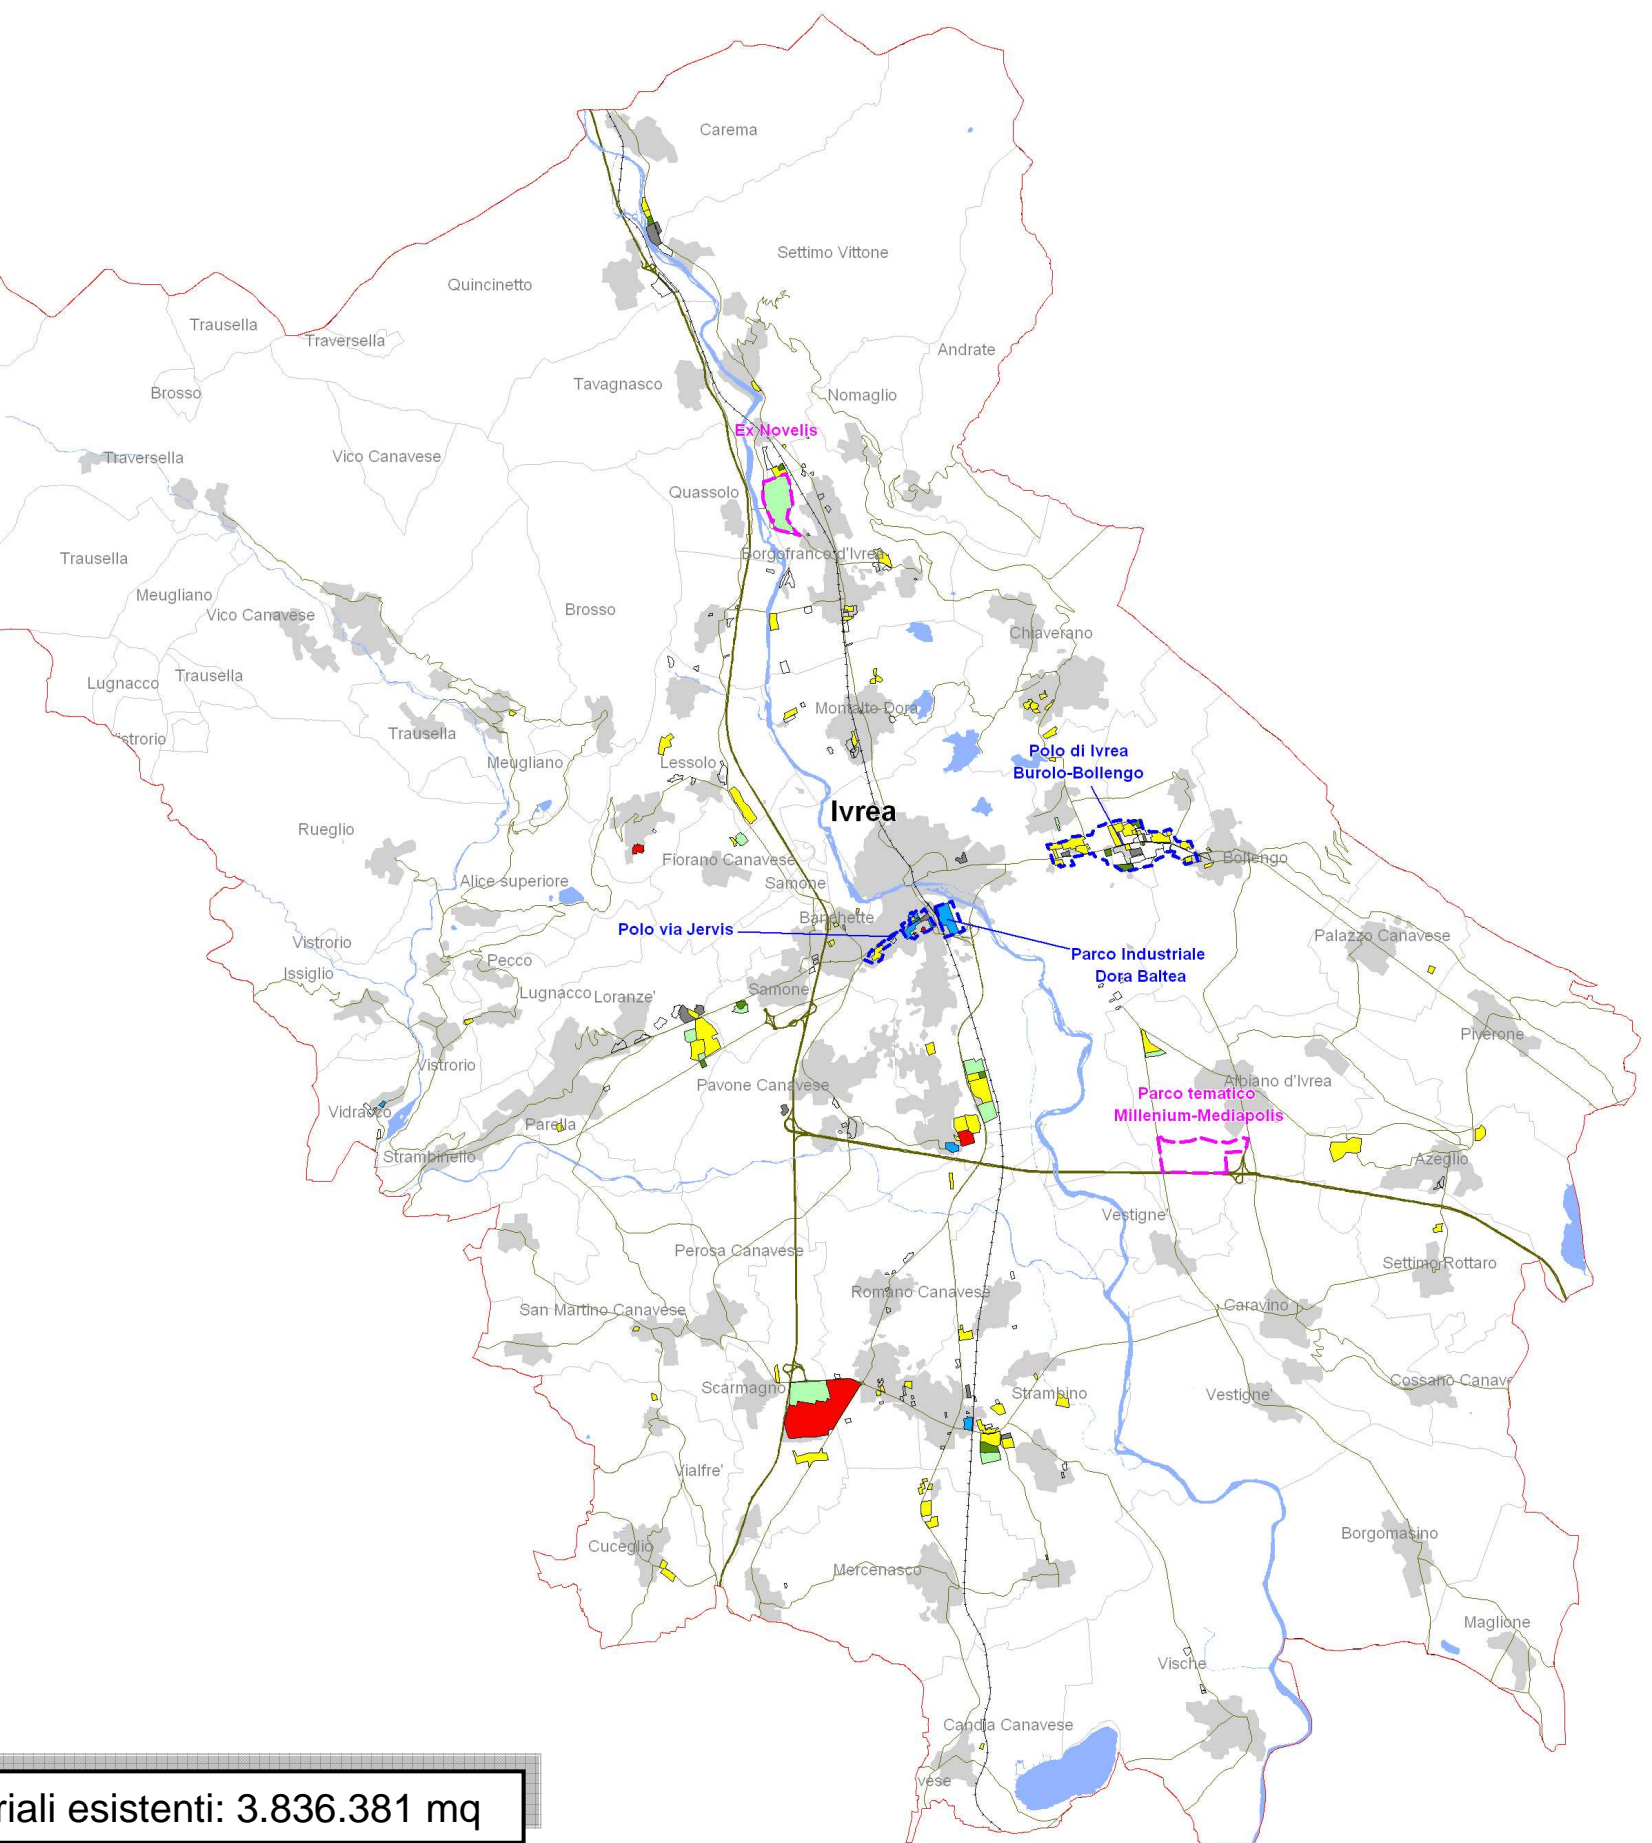 Carema
Settimo Vittone
Quincinetto
Trausella
Traversella
Andrate
Tavagnasco
Brosso
Nomaglio
Ex Novelis
Traversella
Vico Canavese
Quassolo
Borgofranco d'Ivrea
Trausella
Meugliano
Vico Canavese
Brosso
Chiaverano
Lugnacco
Trausella
Montalto Dora
Trausella
Meugliano
Lessolo
Polo di Ivrea
Burolo-Bollengo
Ivrea
Rueglio
Fiorano Canavese
Bollengo
Alice superiore
Samone
Banchette
Polo via Jervis
Palazzo Canavese
Vistrorio
Issiglio
Pecco
Parco Industriale
Dora Baltea
Lugnacco
Loranze'
Samone
Piverone
Vistrorio
Pavone Canavese
Albiano d'Ivrea
Parco tematico
Millenium-Mediapolis
Vidracco
Parella
Strambinello
Azeglio
Vestigne'
Perosa Canavese
Settimo Rottaro
Romano Canavese
San Martino Canavese
Caravino
Scarmagno
Strambino
Vestigne'
Cossano Canave
Vialfre'
Cuceglio
Borgomasino
Mercenasco
Maglione
Vische
Candia Canavese
vese
riali esistenti: 3.836.381 mq